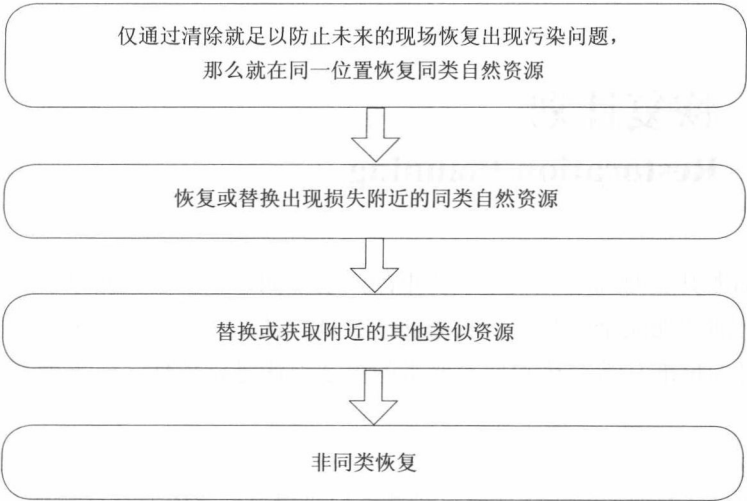 仅通过清除就足以防止未来的现场恢复出现污染问题，
那么就在同一位置恢复同类自然资源
恢复或替换出现损失附近的同类自然资源
替换或获取附近的其他类似资源
非同类恢复